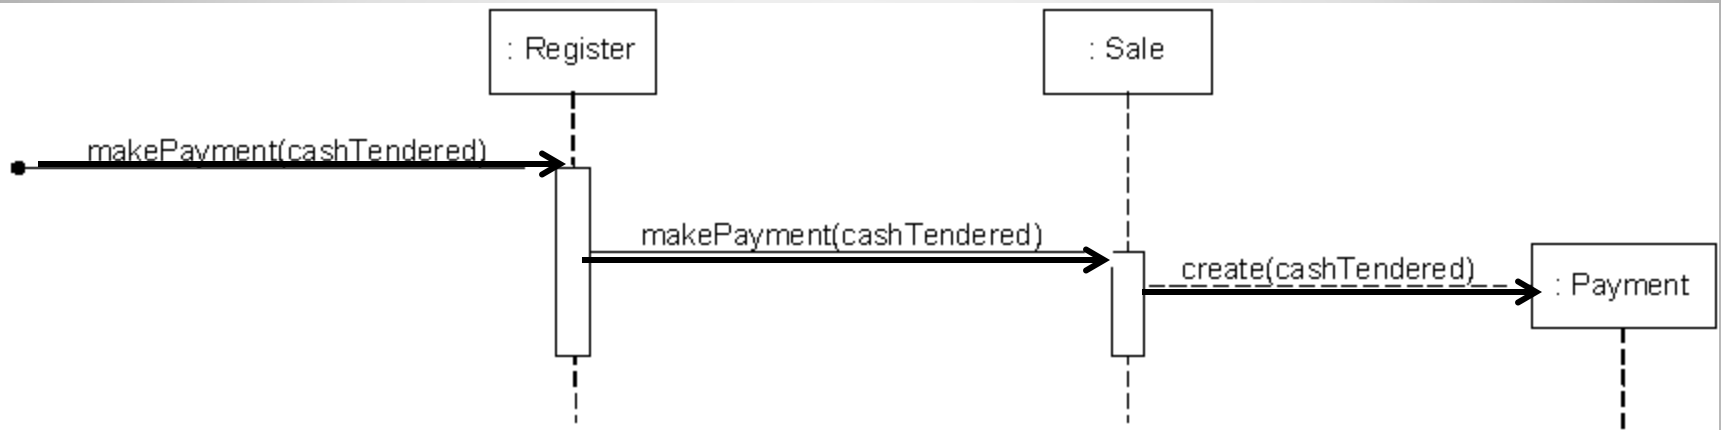 : Register
: Sale
makePayment(cashTendered)
makePayment(cashTendered)
create(cashTendered)
: Payment